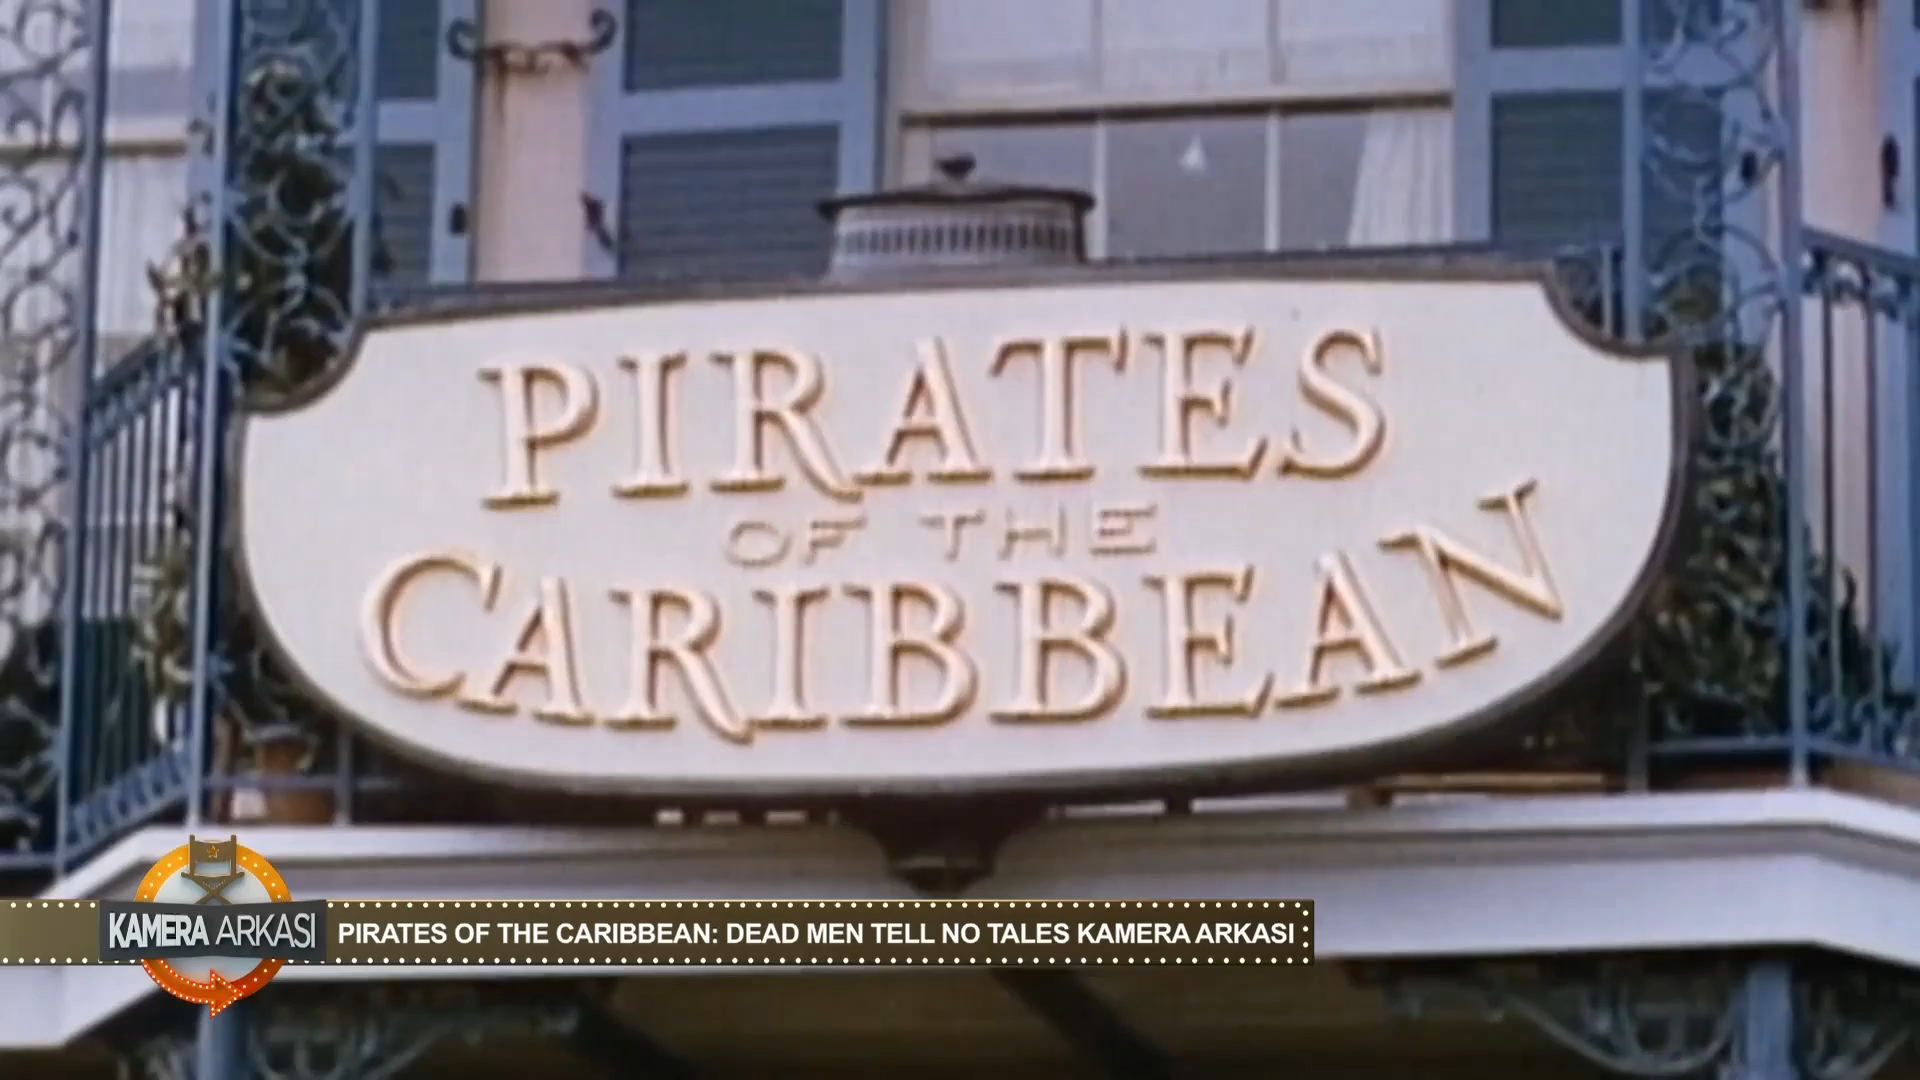 PIRATES
OF THE
CARIBBEAN
KAMERA ARKASI
PIRATES OF THE CARIBBEAN: DEAD MEN TELL NO TALES KAMERA ARKASI